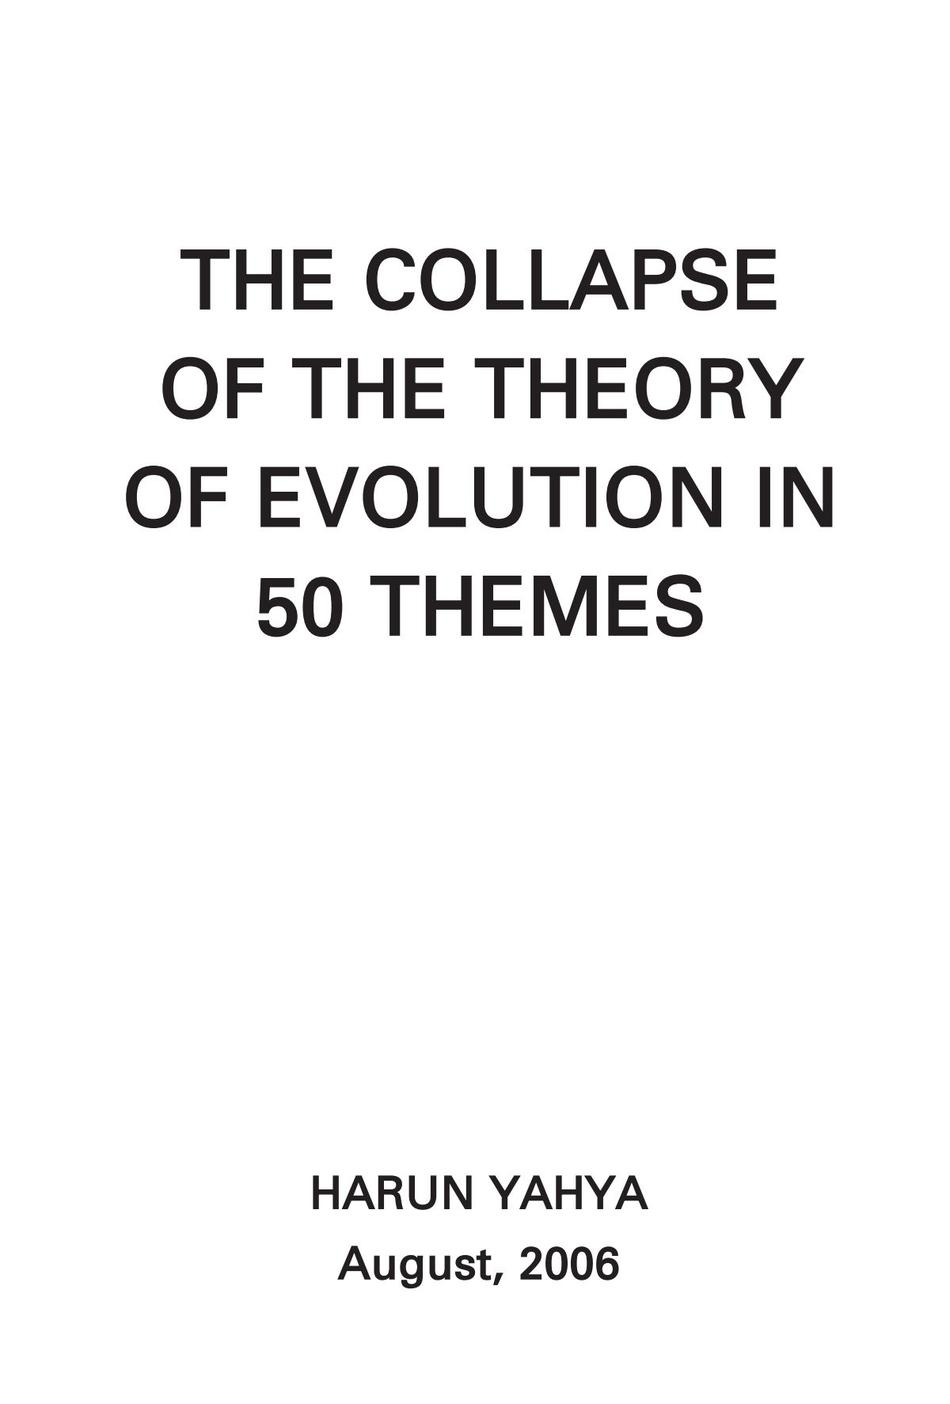 THE COLLAPSE
OF THE THEORY
OF EVOLUTION IN
50 THEMES
HARUN YAHYA
August, 2006